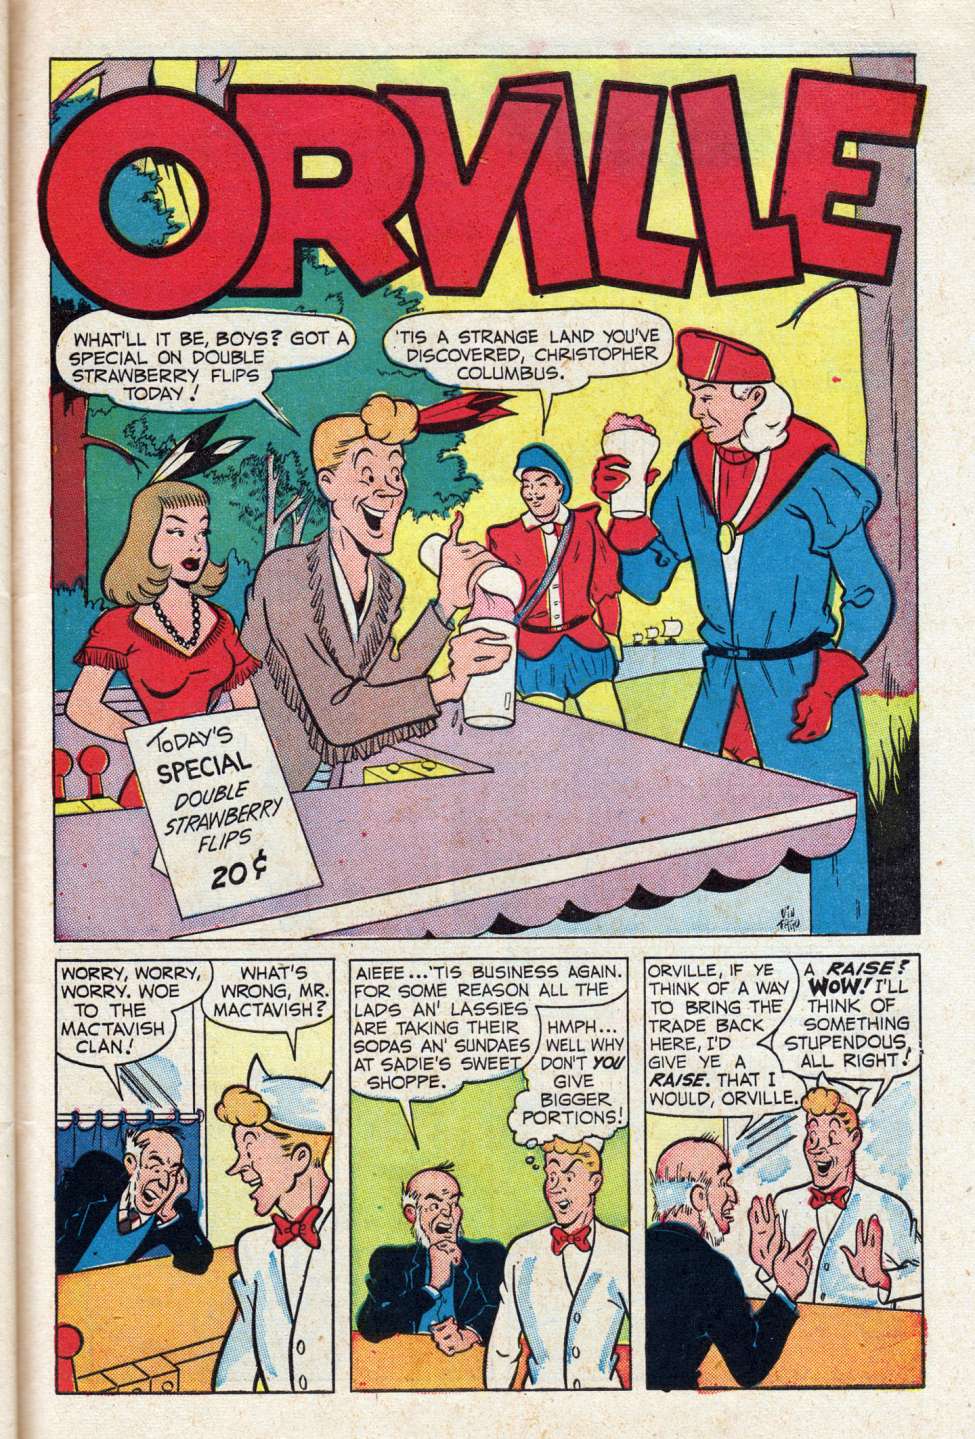 ORVILLE
WHAT'LL IT BE, BOYS? GOT A
SPECIAL ON DOUBLE
STRAWBERRY FLIPS
TODAY!
'TIS A STRANGE LAND YOU'VE
DISCOVERED, CHRISTOPHER
COLUMBUS.
TODAY'S
SPECIAL
DOUBLE
STRAWBERRY
FLIPS
20¢
WORRY, WORRY,
WORRY. WOE
TO THE
MACTAVISH
CLAN!
WHAT'S
WRONG, MR.
MACTAVISH?
AIEEE...'TIS BUSINESS AGAIN.
FOR SOME REASON ALL THE
LADS AN' LASSIES
ARE TAKING THEIR
SODAS AN' SUNDAES
AT SADIE'S SWEET
SHOPPE.
HMPH...
WELL WHY
DON'T YOU
GIVE
BIGGER
PORTIONS!
ORVILLE, IF YE
THINK OF A WAY
TO BRING THE
TRADE BACK
HERE, I'D
GIVE YE A
RAISE. THAT I
WOULD, ORVILLE.
A RAISE?
WOW! I'LL
THINK OF
SOMETHING
STUPENDOUS,
ALL RIGHT!